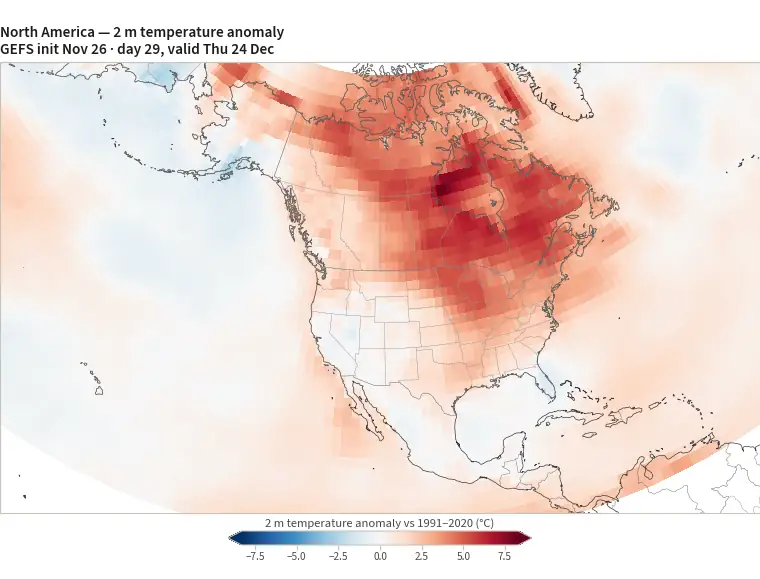 North America — 2 m temperature anomaly
GEFS init Nov 26 · day 29, valid Thu 24 Dec
2 m temperature anomaly vs 1991–2020 (°C)
−7.5 −5.0 −2.5 0.0 2.5 5.0 7.5